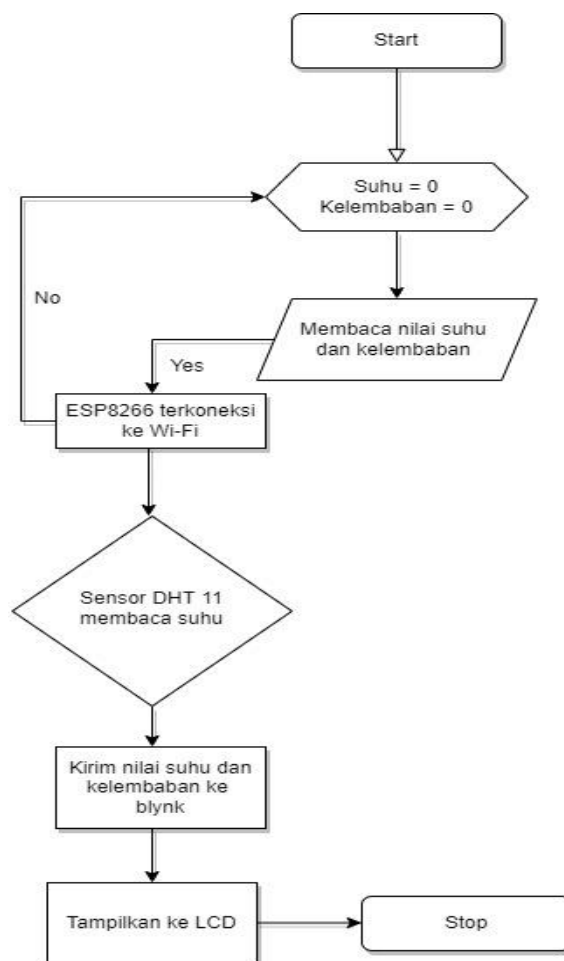 Start
Suhu = 0
Kelembaban = 0
No
Membaca nilai suhu
dan kelembaban
Yes
ESP8266 terkoneksi
ke Wi-Fi
Sensor DHT 11
membaca suhu
Kirim nilai suhu dan
kelembaban ke
blynk
Tampilkan ke LCD
Stop